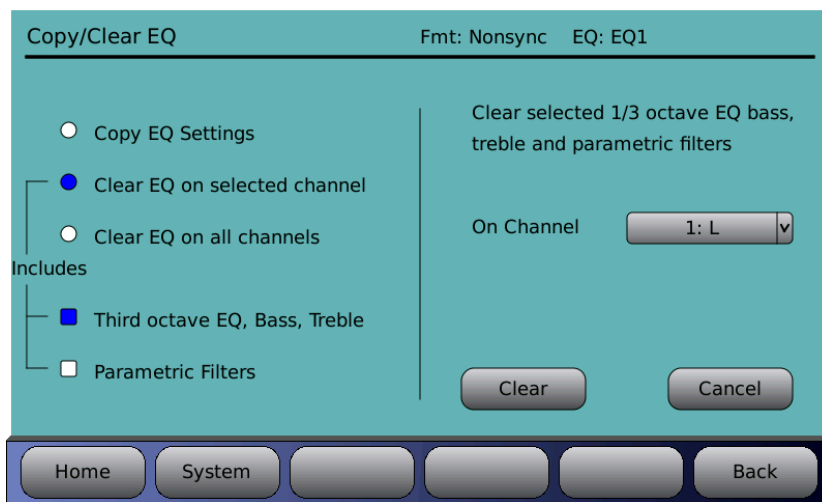 Copy/Clear EQ
Fmt: Nonsync EQ: EQ1
Copy EQ Settings
Clear EQ on selected channel
Clear EQ on all channels
Includes
Third octave EQ, Bass, Treble
Parametric Filters
Clear selected 1/3 octave EQ bass,
treble and parametric filters
On Channel 1: L
Clear Cancel
Home System Back